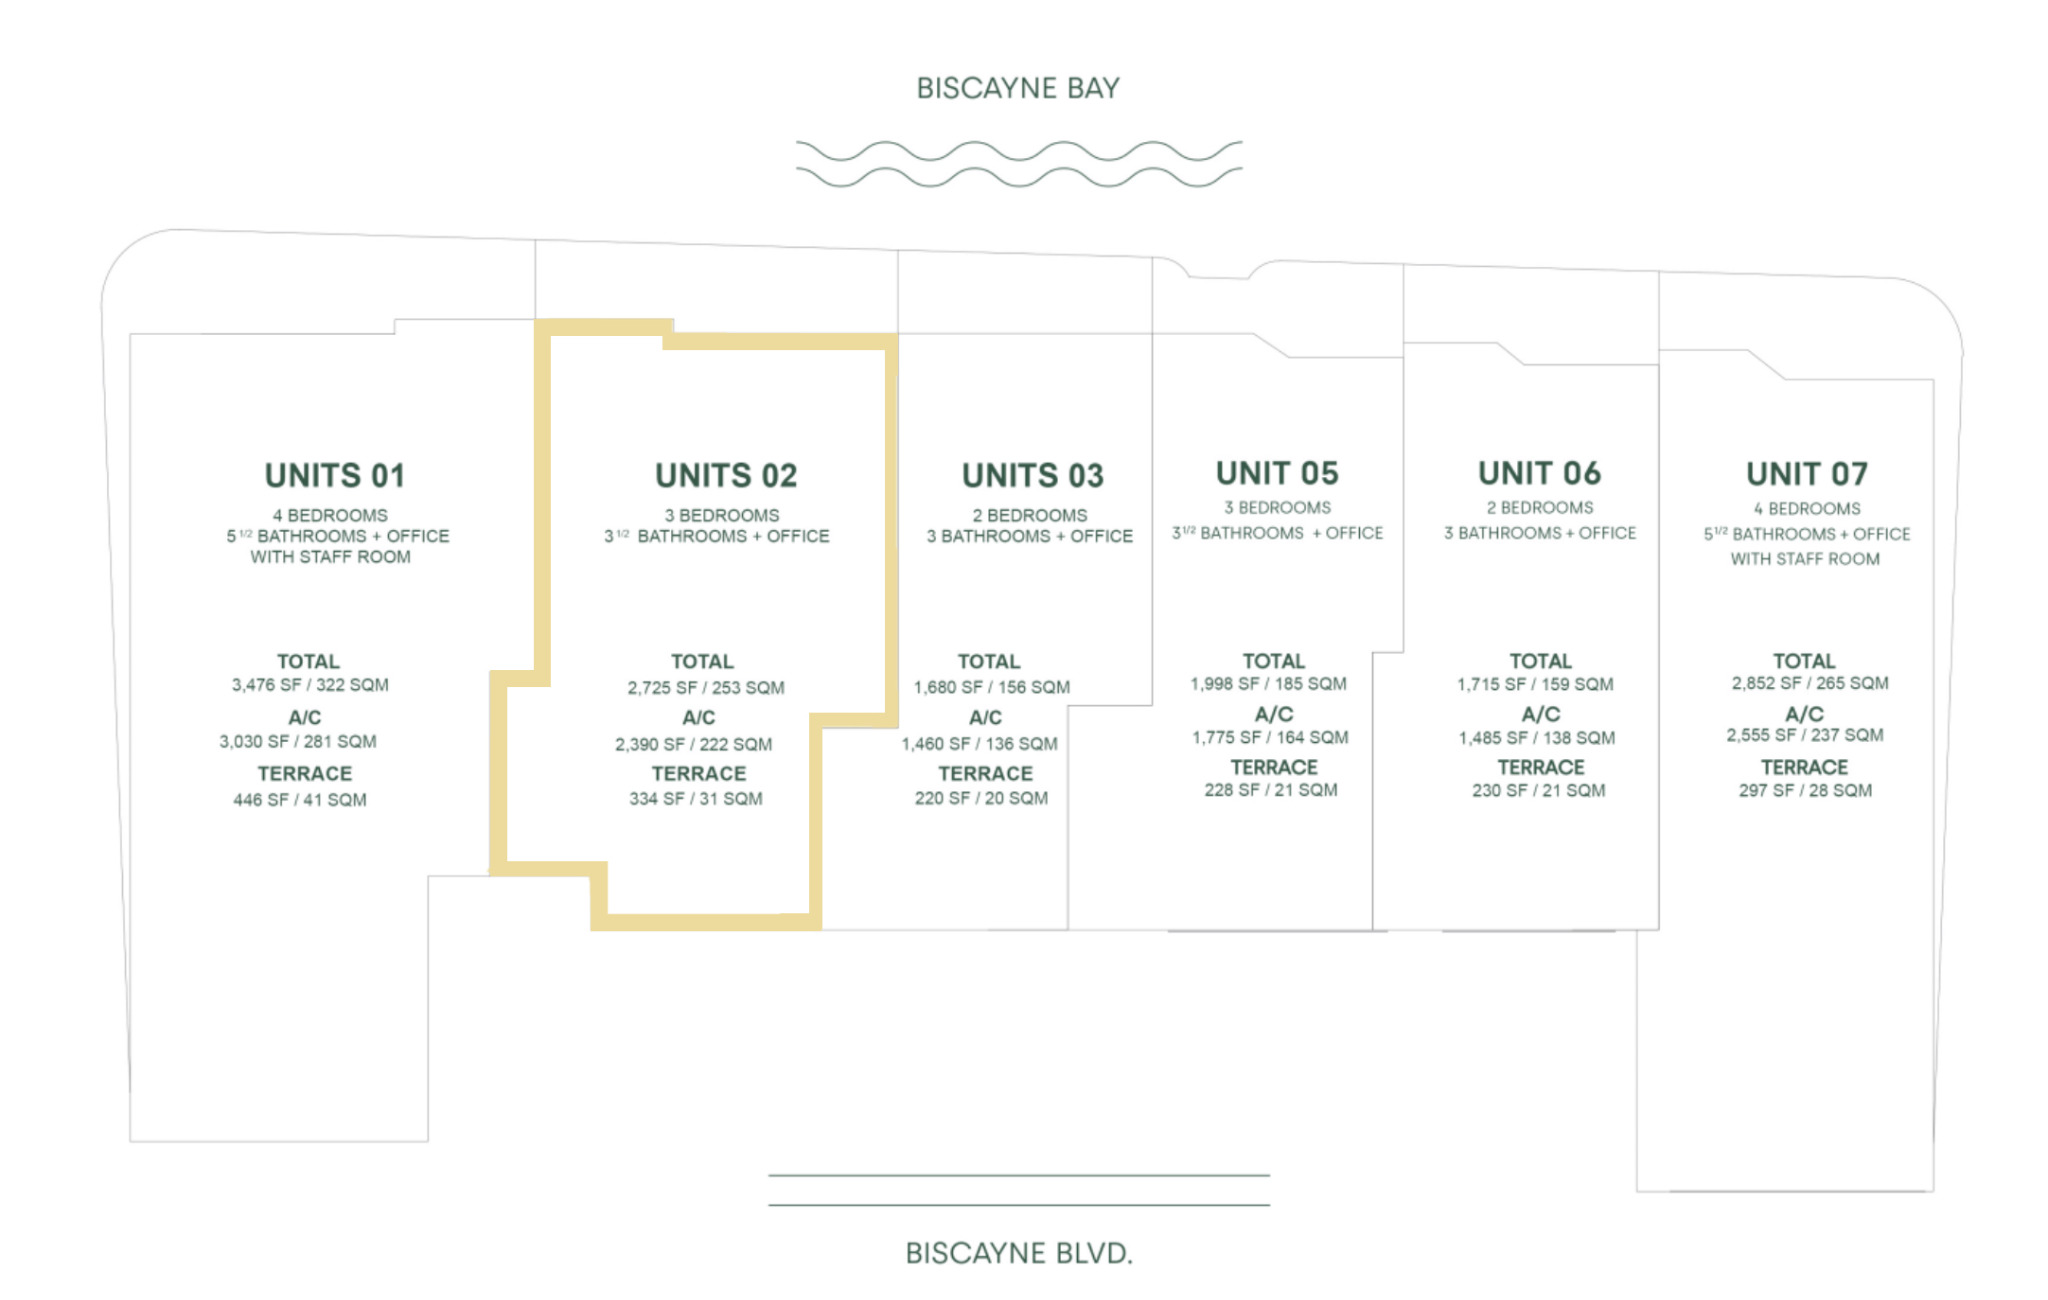 BISCAYNE BAY
UNITS 01
4 BEDROOMS
5 1/2 BATHROOMS + OFFICE
WITH STAFF ROOM
TOTAL
3,476 SF / 322 SQM
A/C
3,030 SF / 281 SQM
TERRACE
446 SF / 41 SQM
UNITS 02
3 BEDROOMS
3 1/2 BATHROOMS + OFFICE
TOTAL
2,725 SF / 253 SQM
A/C
2,390 SF / 222 SQM
TERRACE
334 SF / 31 SQM
UNITS 03
2 BEDROOMS
3 BATHROOMS + OFFICE
TOTAL
1,680 SF / 156 SQM
A/C
1,460 SF / 136 SQM
TERRACE
220 SF / 20 SQM
UNIT 05
3 BEDROOMS
3 1/2 BATHROOMS + OFFICE
TOTAL
1,998 SF / 185 SQM
A/C
1,775 SF / 164 SQM
TERRACE
228 SF / 21 SQM
UNIT 06
2 BEDROOMS
3 BATHROOMS + OFFICE
TOTAL
1,715 SF / 159 SQM
A/C
1,485 SF / 138 SQM
TERRACE
230 SF / 21 SQM
UNIT 07
4 BEDROOMS
5 1/2 BATHROOMS + OFFICE
WITH STAFF ROOM
TOTAL
2,852 SF / 265 SQM
A/C
2,555 SF / 237 SQM
TERRACE
297 SF / 28 SQM
BISCAYNE BLVD.